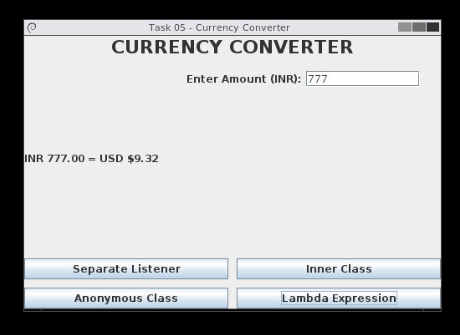 Task 05 - Currency Converter
CURRENCY CONVERTER
Enter Amount (INR): 777
INR 777.00 = USD $9.32
Separate Listener
Inner Class
Anonymous Class
Lambda Expression